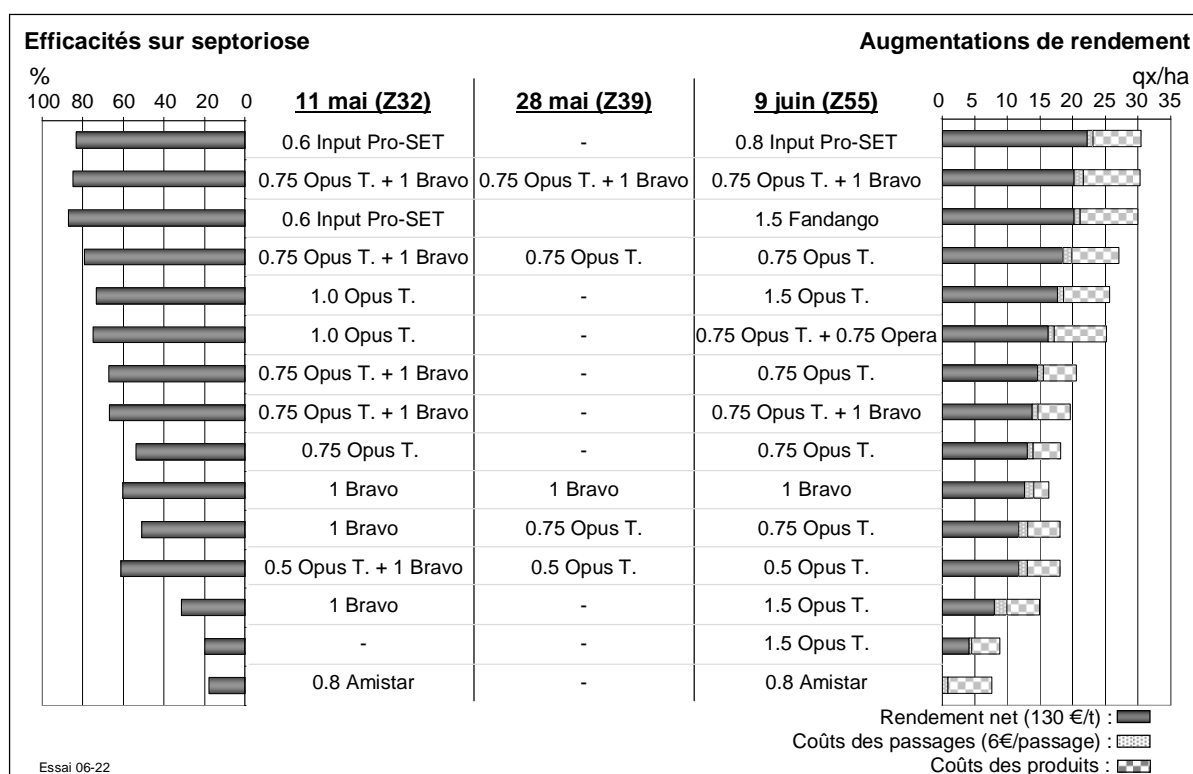 Efficacités sur septoriose Augmentations de rendement
% qx/ha
100 80 60 40 20 0 11 mai (Z32) 28 mai (Z39) 9 juin (Z55) 0 5 10 15 20 25 30 35
0.6 Input Pro-SET - 0.8 Input Pro-SET
0.75 Opus T. + 1 Bravo 0.75 Opus T. + 1 Bravo 0.75 Opus T. + 1 Bravo
0.6 Input Pro-SET 1.5 Fandango
0.75 Opus T. + 1 Bravo 0.75 Opus T. 0.75 Opus T.
1.0 Opus T. - 1.5 Opus T.
1.0 Opus T. - 0.75 Opus T. + 0.75 Opera
0.75 Opus T. + 1 Bravo - 0.75 Opus T.
0.75 Opus T. + 1 Bravo - 0.75 Opus T. + 1 Bravo
0.75 Opus T. - 0.75 Opus T.
1 Bravo 1 Bravo 1 Bravo
1 Bravo 0.75 Opus T. 0.75 Opus T.
0.5 Opus T. + 1 Bravo 0.5 Opus T. 0.5 Opus T.
1 Bravo - 1.5 Opus T.
- - 1.5 Opus T.
0.8 Amistar - 0.8 Amistar
Rendement net (130 €/t) :
Coûts des passages (6€/passage) :
Essai 06-22 Coûts des produits :